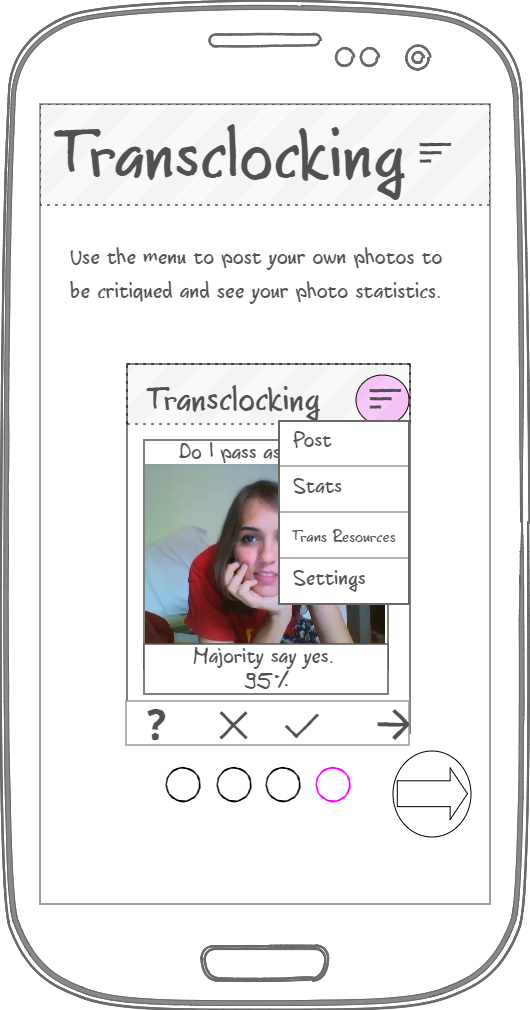 Transclocking
Use the menu to post your own photos to
be critiqued and see your photo statistics.
Transclocking
Post
Do I pass as
Stats
Trans Resources
Settings
Majority say yes.
95%
?